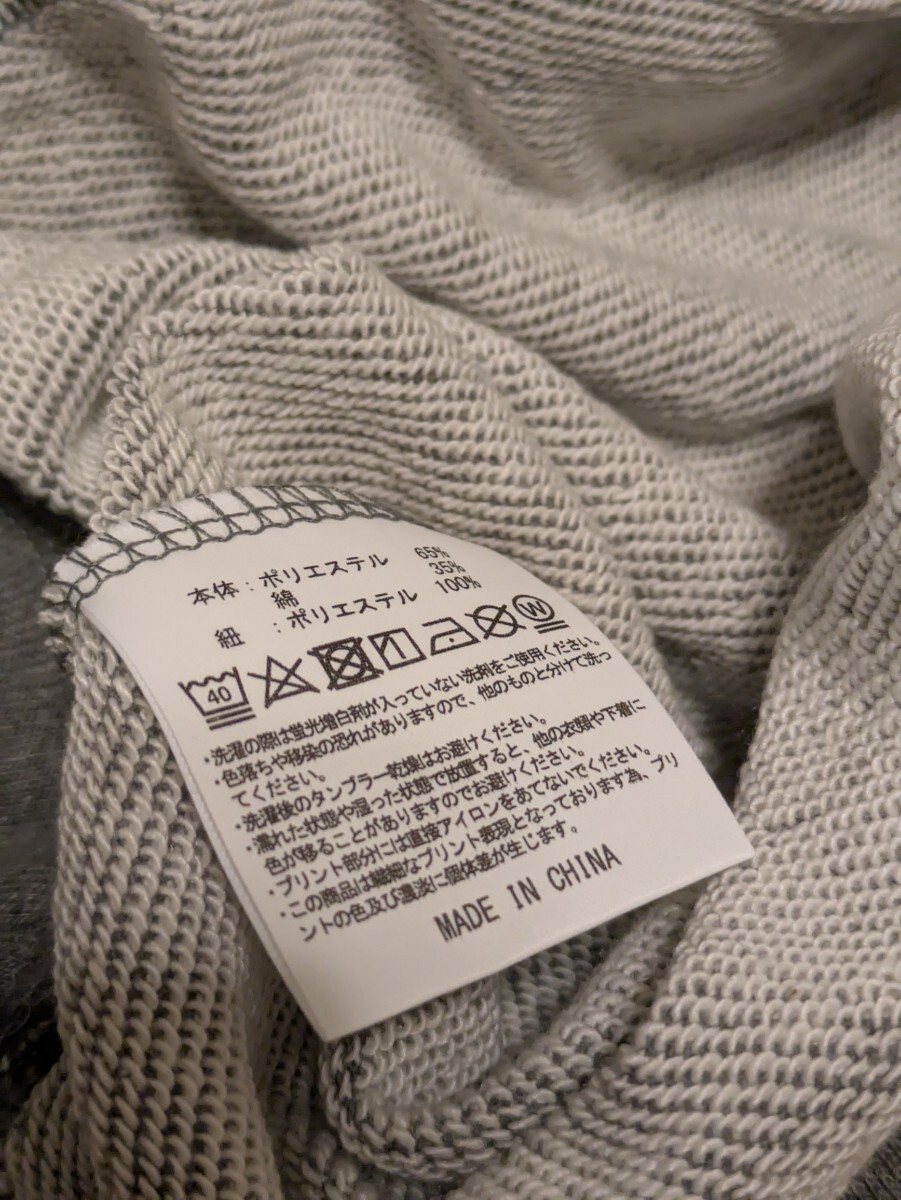 本体：ポリエステル 65%
綿 35%
紐：ポリエステル 100%
40 W
・洗濯の際は蛍光増白剤が入っていない洗剤をご使用ください。
・色落ちや移染の恐れがありますので、他のものと分けて洗っ
てください。
・洗濯後のタンブラー乾燥はお避けください。
・濡れた状態や湿った状態で放置すると、他の衣類や下着に
色が移ることがありますのでお避けください。
・プリント部分には直接アイロンをあてないでください。
・この商品は繊細なプリント表現となっております為、プリ
ントの色及び濃淡に個体差が生じます。
MADE IN CHINA